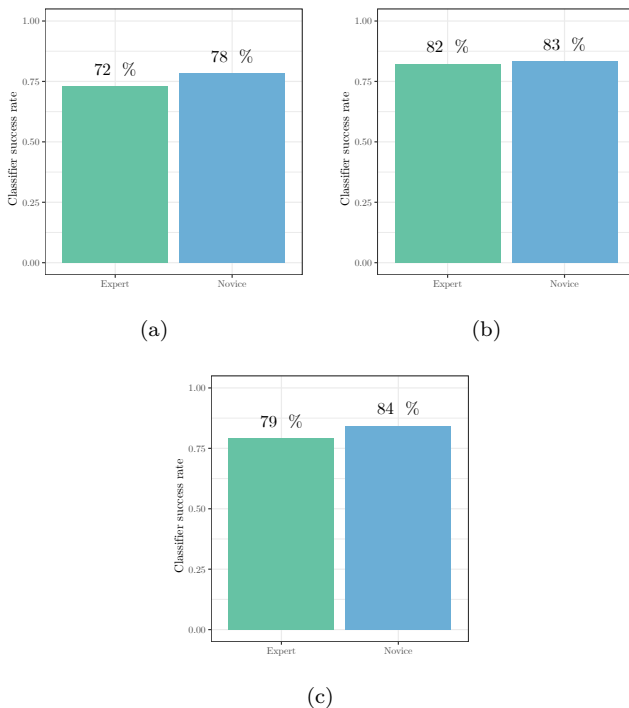 1.00
0.75
0.50
0.25
0.00
Classifier success rate
72 %
78 %
Expert
Novice
(a)
1.00
0.75
0.50
0.25
0.00
Classifier success rate
82 %
83 %
Expert
Novice
(b)
1.00
0.75
0.50
0.25
0.00
Classifier success rate
79 %
84 %
Expert
Novice
(c)